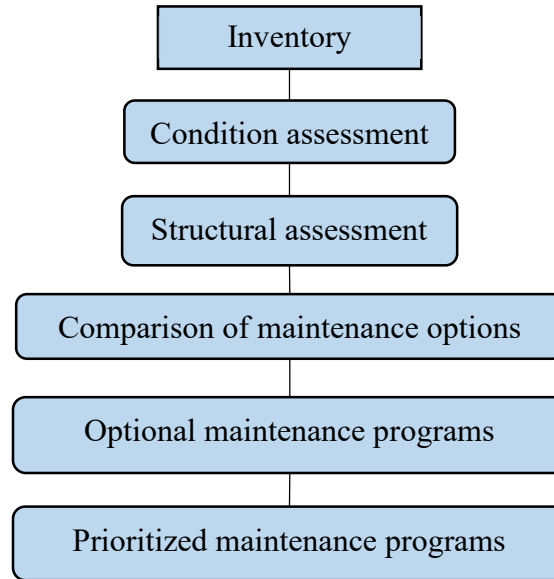 Inventory
Condition assessment
Structural assessment
Comparison of maintenance options
Optional maintenance programs
Prioritized maintenance programs